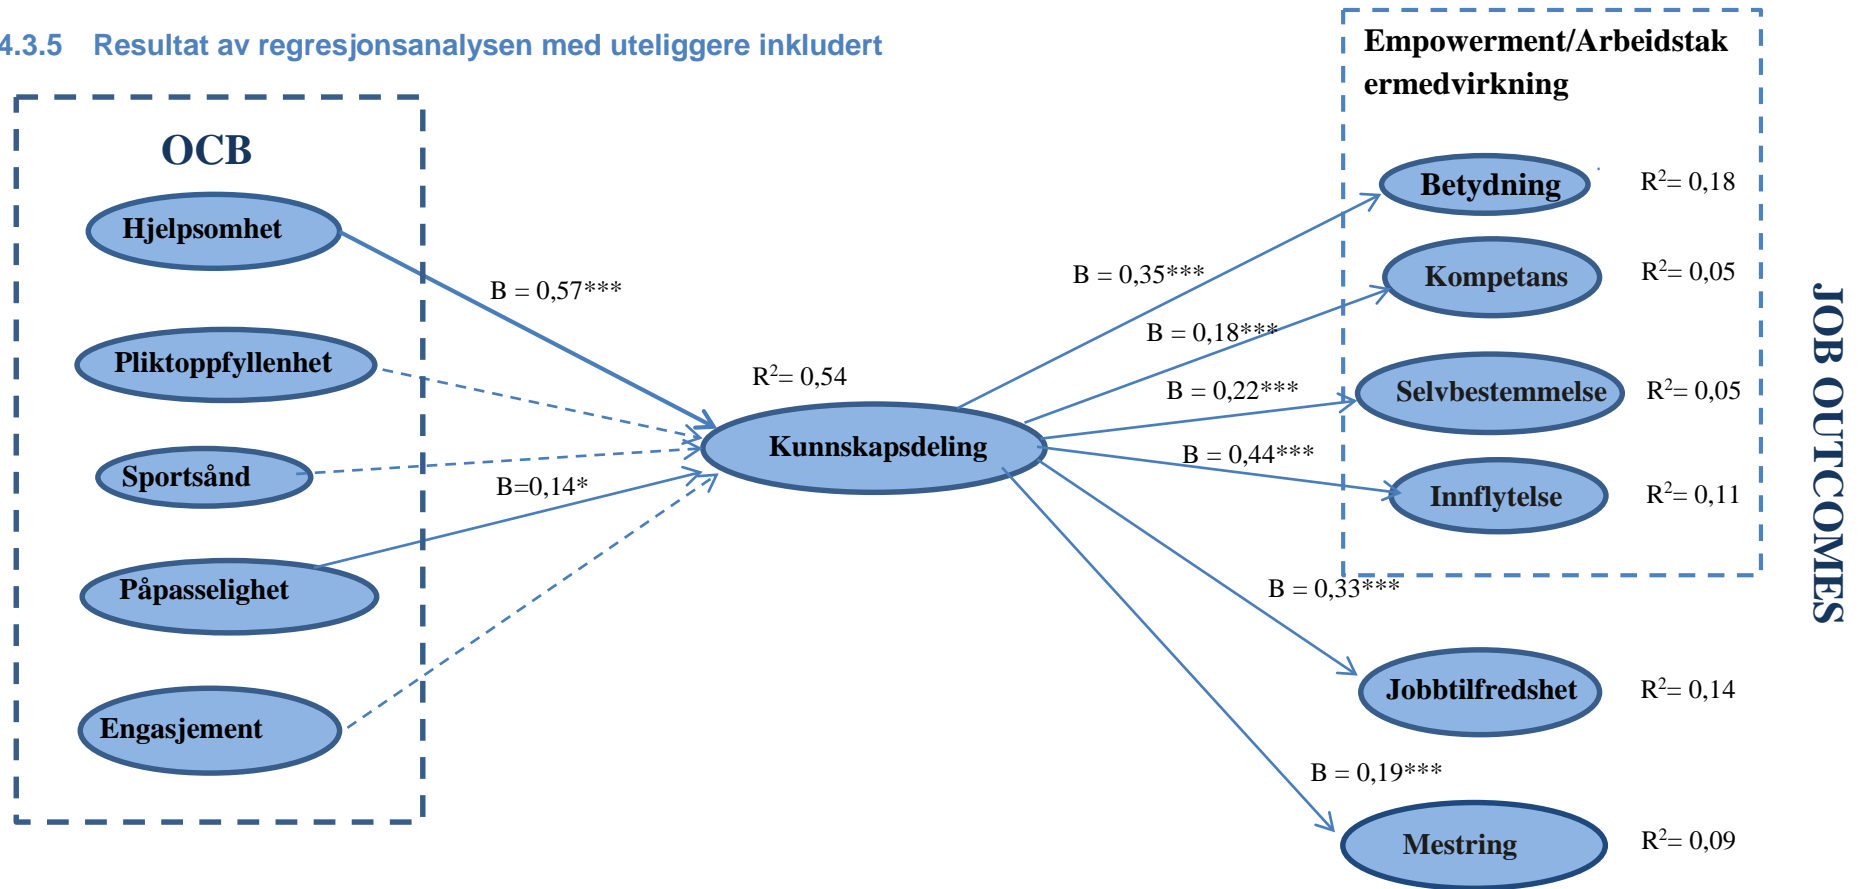 4.3.5 Resultat av regresjonsanalysen med uteliggere inkludert
OCB
Hjelpsomhet
Pliktoppfyllenhet
Sportsånd
Påpasselighet
Engasjement
B = 0,57***
B=0,14*
R²= 0,54
Kunnskapsdeling
B = 0,35***
B = 0,18***
B = 0,22***
B = 0,44***
B = 0,33***
B = 0,19***
Empowerment/Arbeidstak
ermedvirkning
Betydning R²= 0,18
Kompetans R²= 0,05
Selvbestemmelse R²= 0,05
Innflytelse R²= 0,11
Jobbtilfredshet R²= 0,14
Mestring R²= 0,09
JOB OUTCOMES